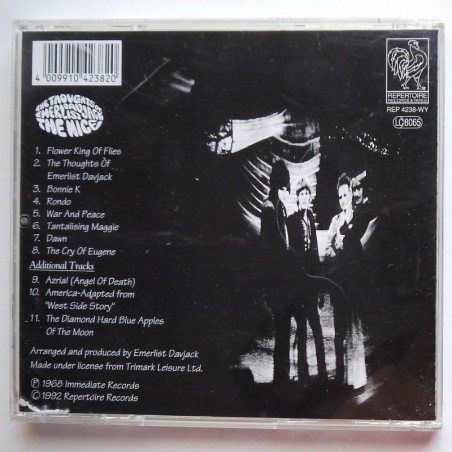 4 009910 423820
THE THOUGHTS OF
EMERLIST DAVJACK
THE NICE
REPERTOIRE
RECORDS & TAPES
REP 4238-WY
LC 8065
1. Flower King Of Flies
2. The Thoughts Of
Emerlist Davjack
3. Bonnie K
4. Rondo
5. War And Peace
6. Tantalising Maggie
7. Dawn
8. The Cry Of Eugene
Additional Tracks
9. Azrial (Angel Of Death)
10. America-Adapted from
"West Side Story"
11. The Diamond Hard Blue Apples
Of The Moon
Arranged and produced by Emerlist Davjack
Made under license from Trimark Leisure Ltd.
℗ 1968 Immediate Records
© 1992 Repertoire Records